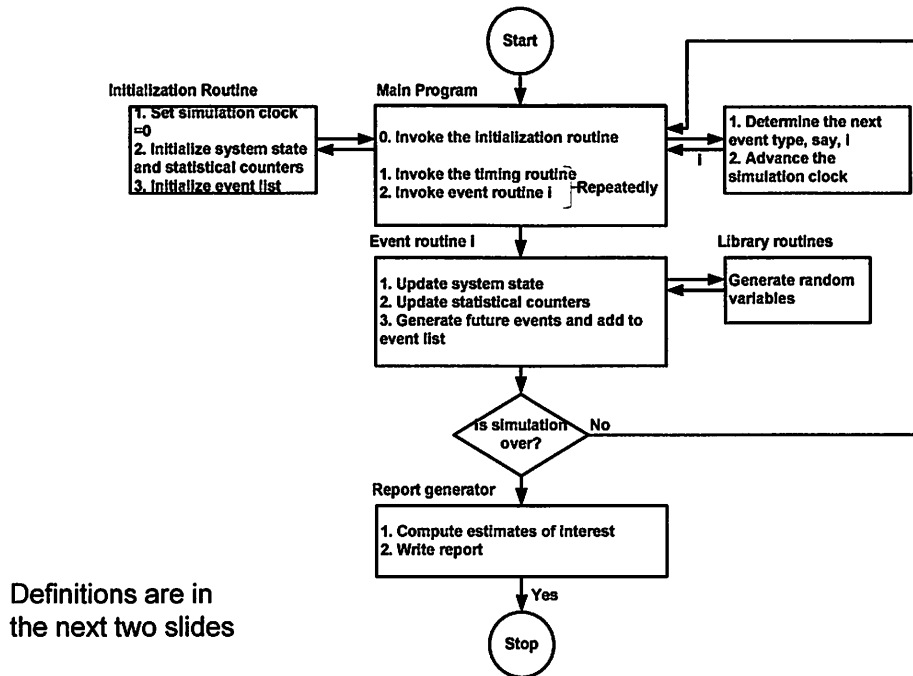 Start
Initialization Routine
1. Set simulation clock
=0
2. Initialize system state
and statistical counters
3. Initialize event list
Main Program
0. Invoke the initialization routine
1. Invoke the timing routine
2. Invoke event routine i
Repeatedly
i
1. Determine the next
event type, say, i
2. Advance the
simulation clock
Event routine i
1. Update system state
2. Update statistical counters
3. Generate future events and add to
event list
Library routines
Generate random
variables
is simulation
over?
No
Report generator
1. Compute estimates of interest
2. Write report
Yes
Stop
Definitions are in
the next two slides